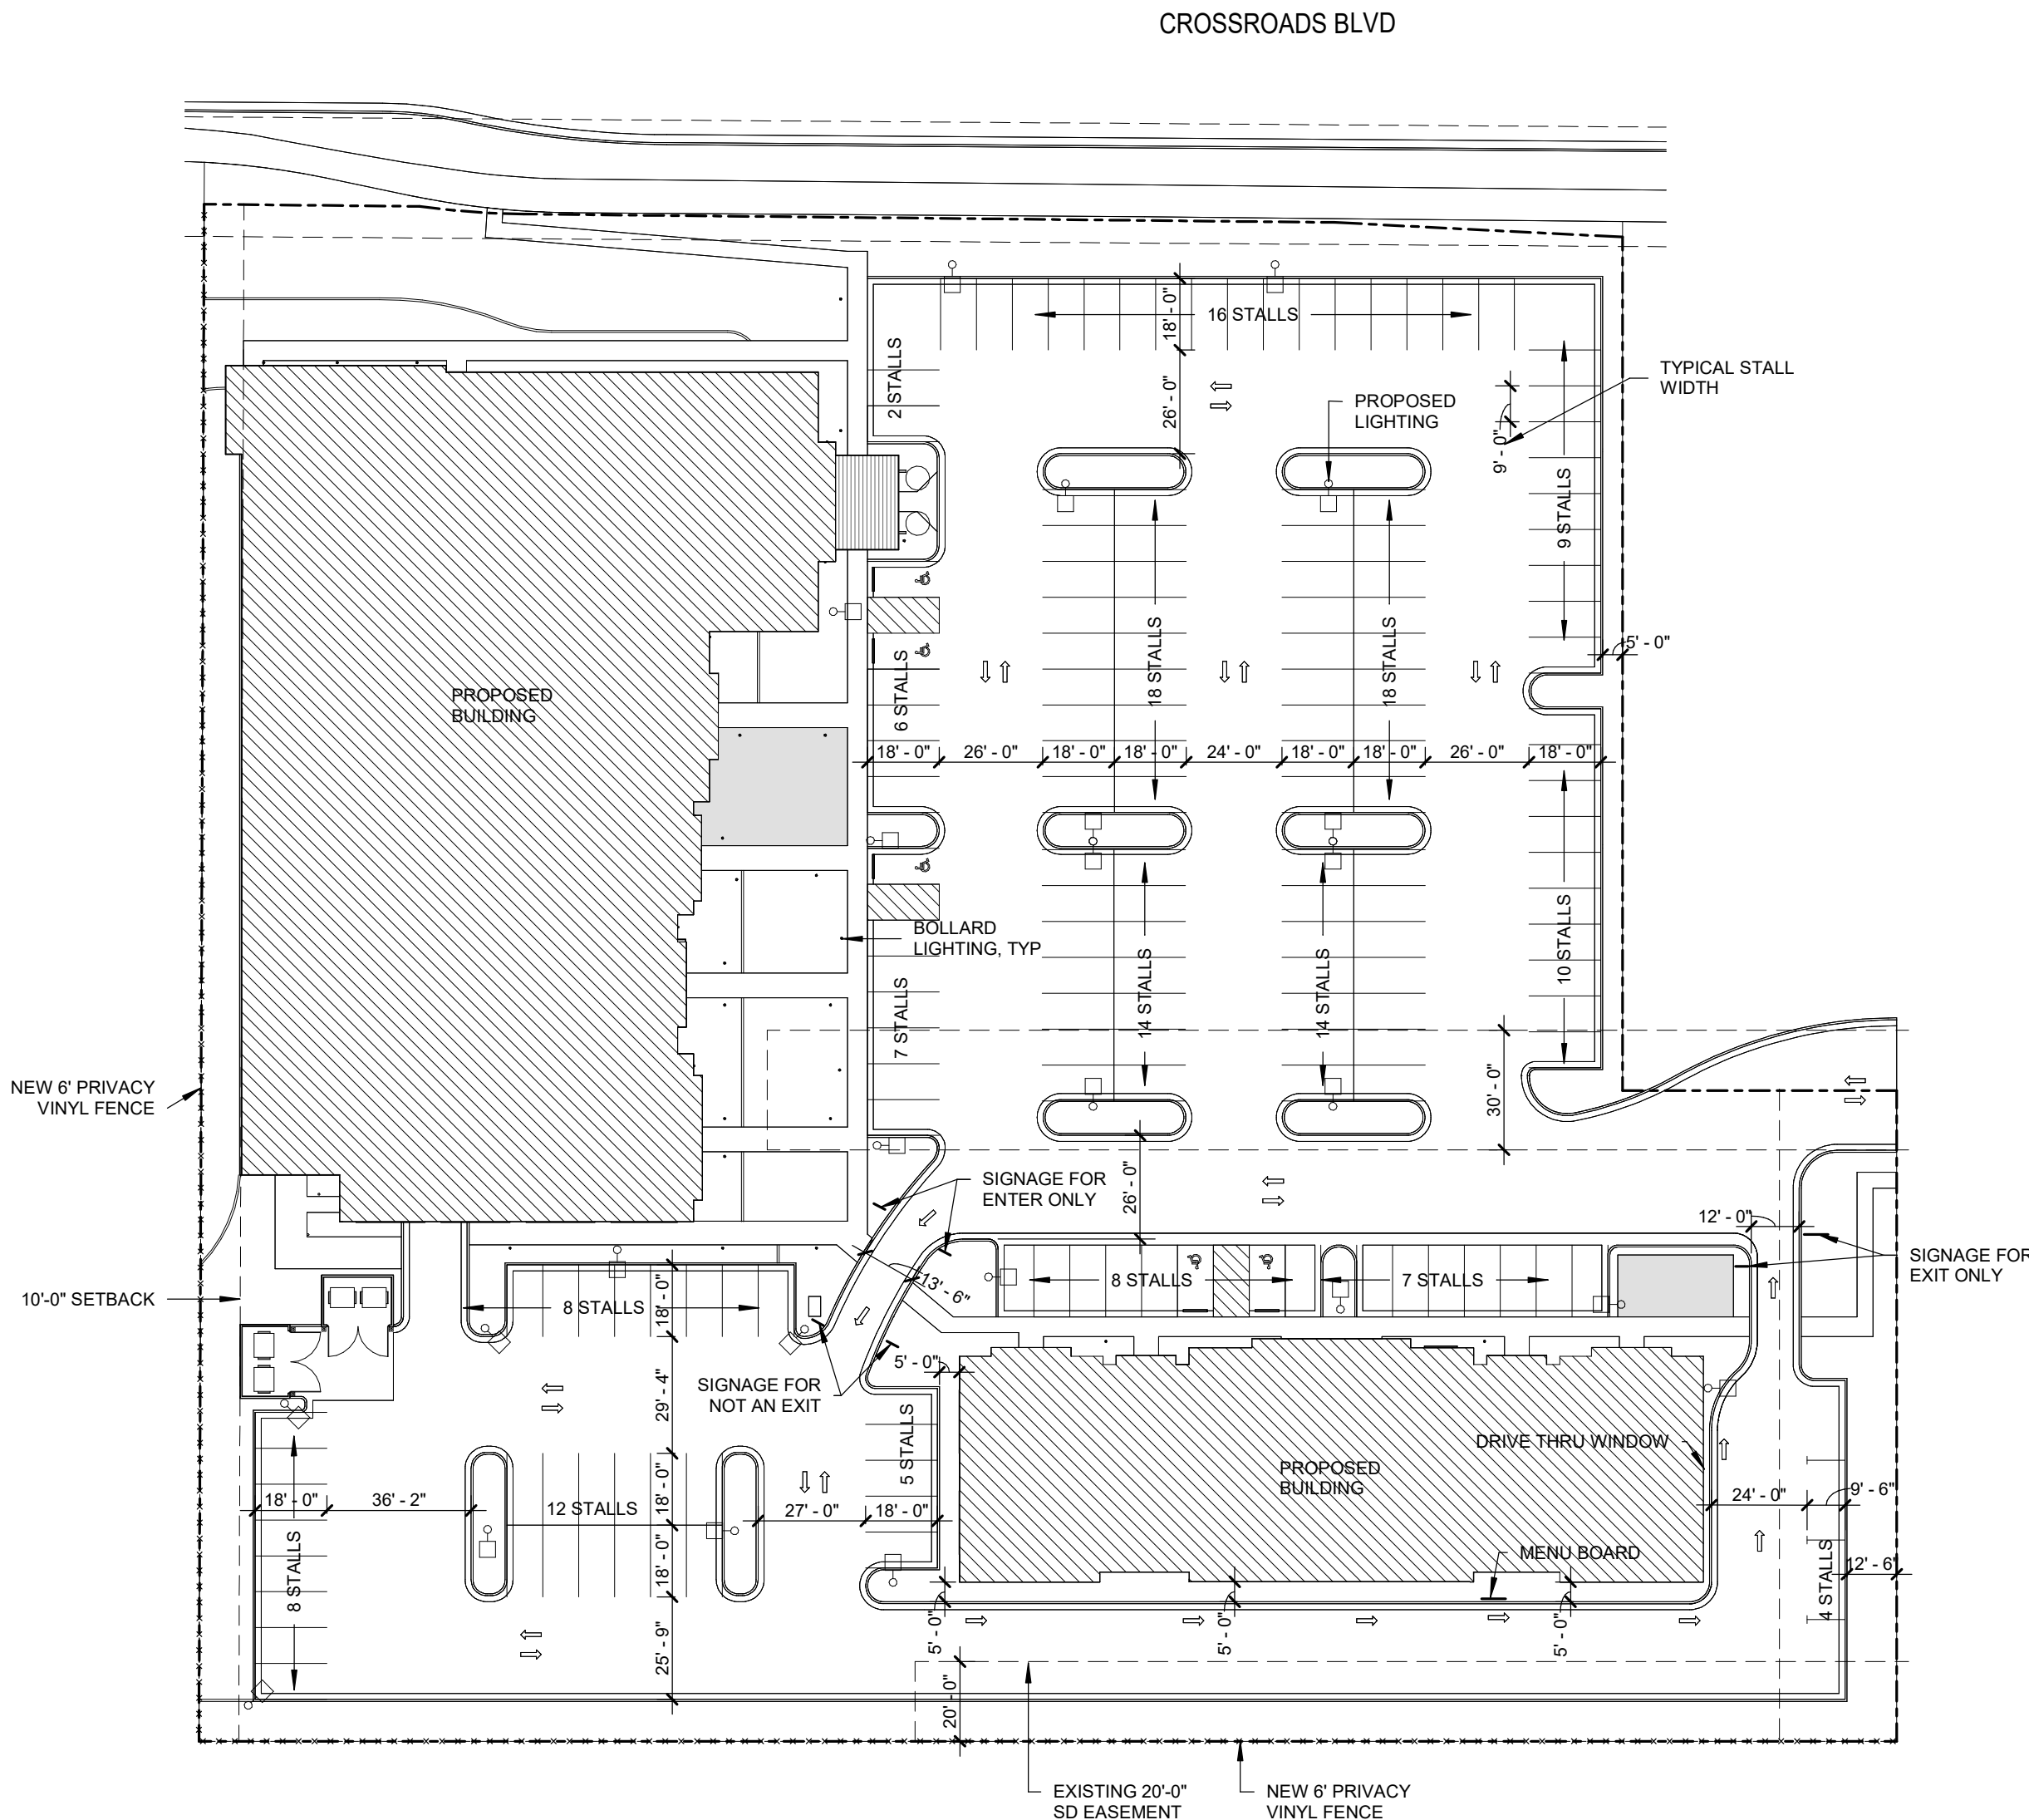 CROSSROADS BLVD
16 STALLS
18' - 0"
26' - 0"
2 STALLS
TYPICAL STALL
WIDTH
PROPOSED
LIGHTING
9' - 0"
9 STALLS
18 STALLS
18 STALLS
5' - 0"
PROPOSED
BUILDING
6 STALLS
18' - 0"
26' - 0"
18' - 0"
18' - 0"
24' - 0"
18' - 0"
18' - 0"
26' - 0"
18' - 0"
BOLLARD
LIGHTING, TYP
10 STALLS
14 STALLS
14 STALLS
7 STALLS
NEW 6' PRIVACY
VINYL FENCE
30' - 0"
SIGNAGE FOR
ENTER ONLY
26' - 0"
12' - 0"
SIGNAGE FOR
EXIT ONLY
10'-0" SETBACK
8 STALLS
18' - 0"
13' - 6"
8 STALLS
7 STALLS
5' - 0"
SIGNAGE FOR
NOT AN EXIT
29' - 4"
5 STALLS
DRIVE THRU WINDOW
PROPOSED
BUILDING
18' - 0"
36' - 2"
12 STALLS
18' - 0"
27' - 0"
18' - 0"
24' - 0"
9' - 6"
8 STALLS
18' - 0"
MENU BOARD
4 STALLS
12' - 6"
25' - 9"
5' - 0"
5' - 0"
5' - 0"
20' - 0"
EXISTING 20'-0"
SD EASEMENT
NEW 6' PRIVACY
VINYL FENCE